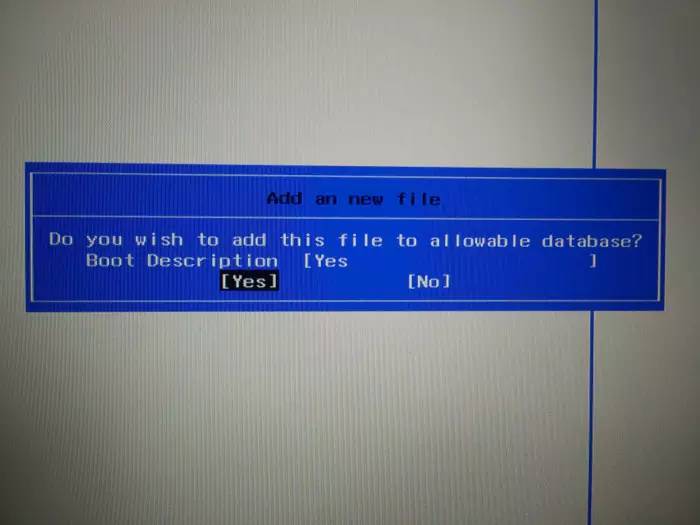 Add an new file
Do you wish to add this file to allowable database?
Boot Description [Yes ]
[Yes] [No]